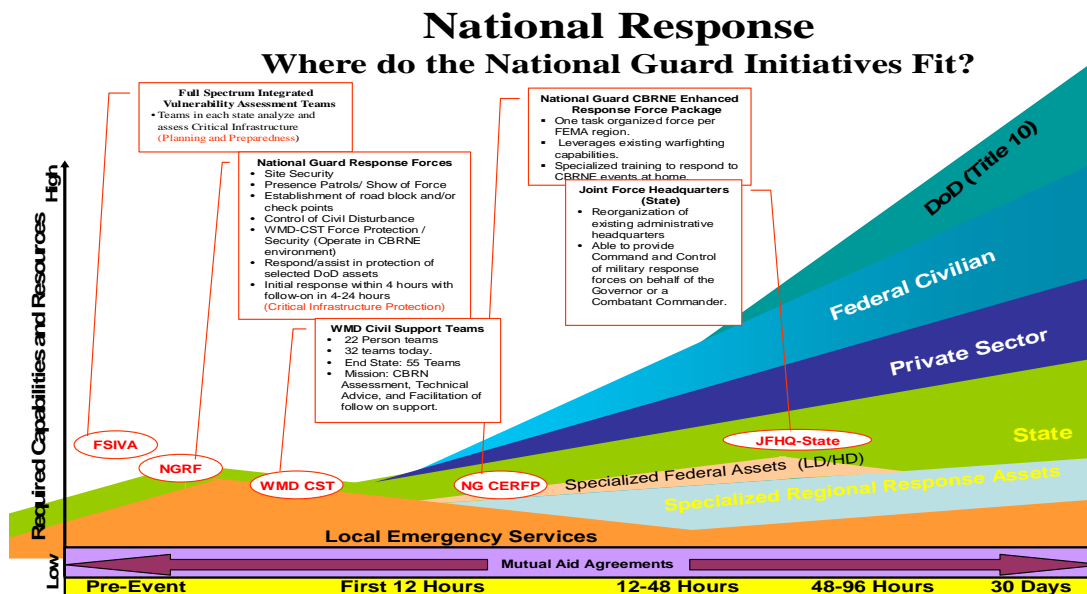 National Response
Where do the National Guard Initiatives Fit?
Full Spectrum Integrated
Vulnerability Assessment Teams
• Teams in each state analyze and
assess Critical Infrastructure
(Planning and Preparedness)
National Guard CBRNE Enhanced
Response Force Package
▪ One task organized force per
FEMA region.
▪ Leverages existing warfighting
capabilities.
▪ Specialized training to respond to
CBRNE events at home.
National Guard Response Forces
• Site Security
• Presence Patrols/ Show of Force
• Establishment of road block and/or
check points
• Control of Civil Disturbance
• WMD-CST Force Protection /
Security (Operate in CBRNE
environment)
• Respond/assist in protection of
selected DoD assets
• Initial response within 4 hours with
follow-on in 4-24 hours
(Critical Infrastructure Protection)
Joint Force Headquarters
(State)
• Reorganization of
existing administrative
headquarters
• Able to provide
Command and Control
of military response
forces on behalf of the
Governor or a
Combatant Commander.
WMD Civil Support Teams
• 22 Person teams
• 32 teams today.
• End State: 55 Teams
• Mission: CBRN
Assessment, Technical
Advice, and Facilitation of
follow on support.
High
Required Capabilities and Resources
Low
DoD (Title 10)
Federal Civilian
Private Sector
State
FSIVA
NGRF
WMD CST
NG CERFP
JFHQ-State
Specialized Federal Assets (LD/HD)
Specialized Regional Response Assets
Local Emergency Services
Mutual Aid Agreements
Pre-Event
First 12 Hours
12-48 Hours
48-96 Hours
30 Days